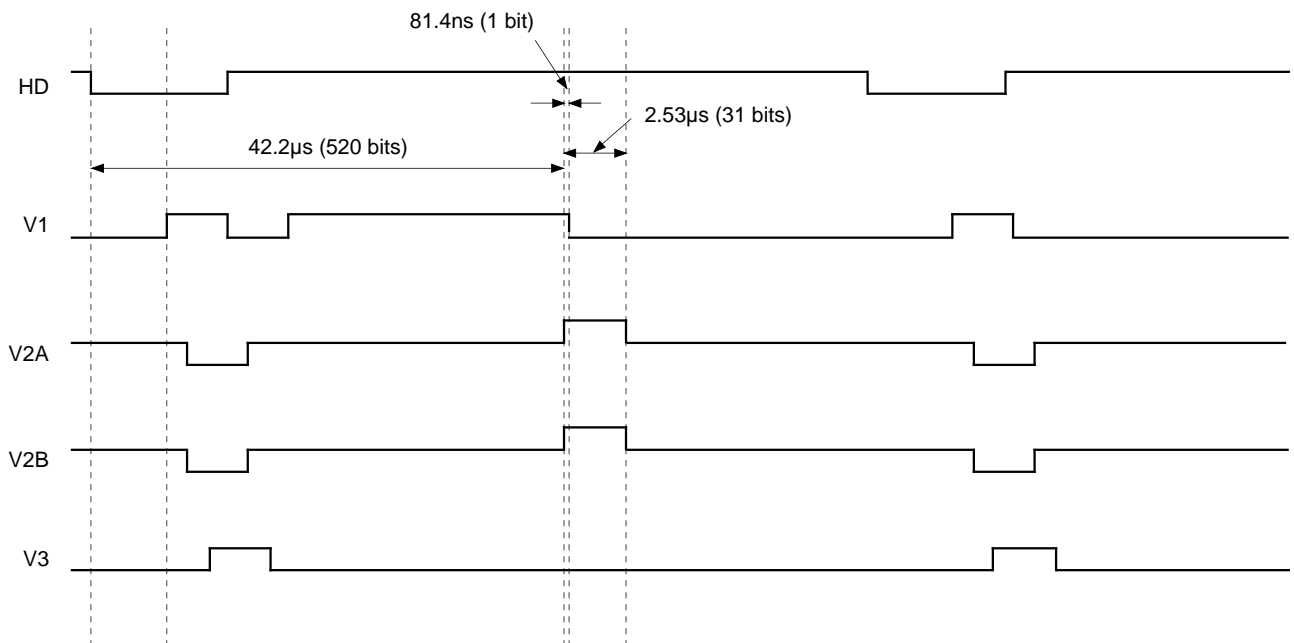 81.4ns (1 bit)
HD
2.53µs (31 bits)
42.2µs (520 bits)
V1
V2A
V2B
V3